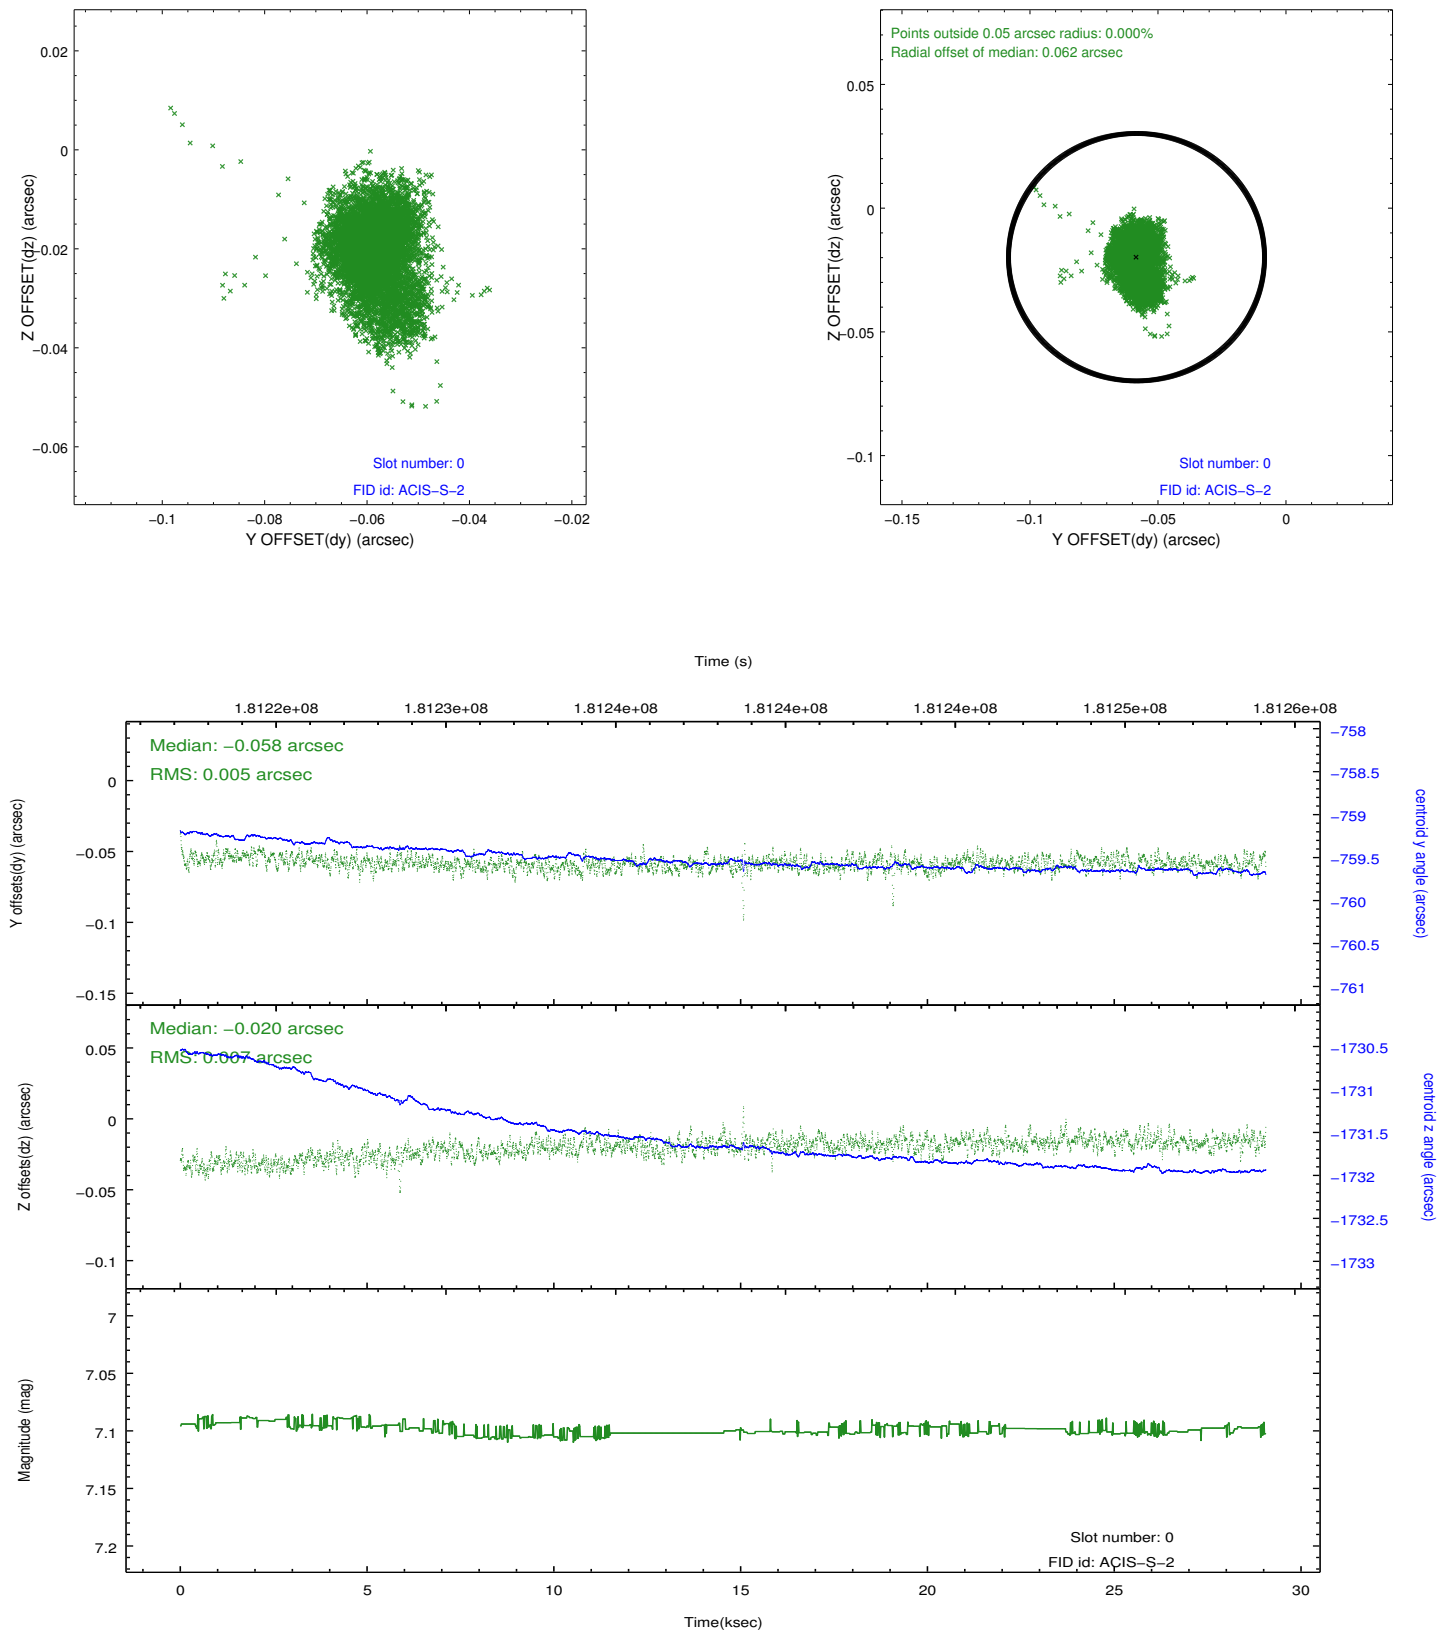 0.02
0
−0.02
−0.04
−0.06
Z OFFSET(dz) (arcsec)
Slot number: 0
FID id: ACIS−S−2
−0.1
−0.08
−0.06
−0.04
−0.02
Y OFFSET(dy) (arcsec)
Points outside 0.05 arcsec radius: 0.000%
Radial offset of median: 0.062 arcsec
0.05
0
−0.05
−0.1
Z OFFSET(dz) (arcsec)
Slot number: 0
FID id: ACIS−S−2
−0.15
−0.1
−0.05
0
Y OFFSET(dy) (arcsec)
Time (s)
1.8122e+08
1.8123e+08
1.8124e+08
1.8124e+08
1.8124e+08
1.8125e+08
1.8126e+08
Median: −0.058 arcsec
RMS: 0.005 arcsec
0
−0.05
−0.1
−0.15
Y offsets(dy) (arcsec)
−758
−758.5
−759
−759.5
−760
−760.5
−761
centroid y angle (arcsec)
Median: −0.020 arcsec
RMS: 0.007 arcsec
0.05
0
−0.05
−0.1
Z offsets(dz) (arcsec)
−1730.5
−1731
−1731.5
−1732
−1732.5
−1733
centroid z angle (arcsec)
7
7.05
7.1
7.15
7.2
Magnitude (mag)
Slot number: 0
FID id: ACIS−S−2
0
5
10
15
20
25
30
Time(ksec)